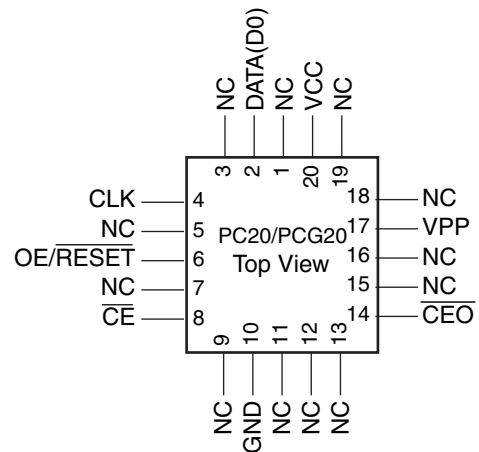 NC
DATA(D0)
NC
VCC
NC
3
2
1
20
19
CLK 4
NC 5
OE/RESET 6
NC 7
CE 8
PC20/PCG20
Top View
18 NC
17 VPP
16 NC
15 NC
14 CEO
9
10
11
12
13
NC
GND
NC
NC
NC